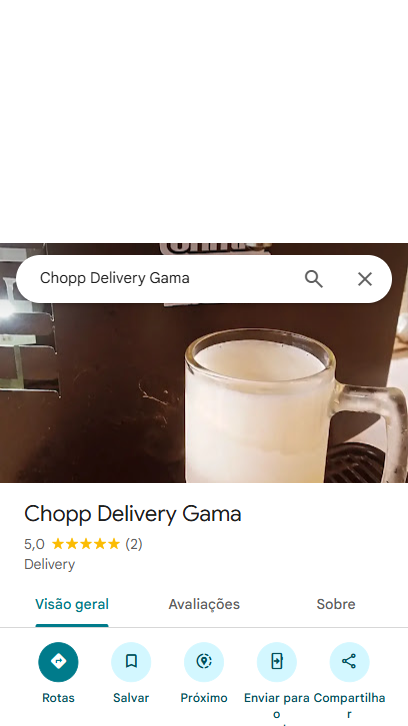 Chopp Delivery Gama
Chopp Delivery Gama
5,0 (2)
Delivery
Visão geral
Avaliações
Sobre
Rotas
Salvar
Próximo
Enviar para
o
Compartilha
r